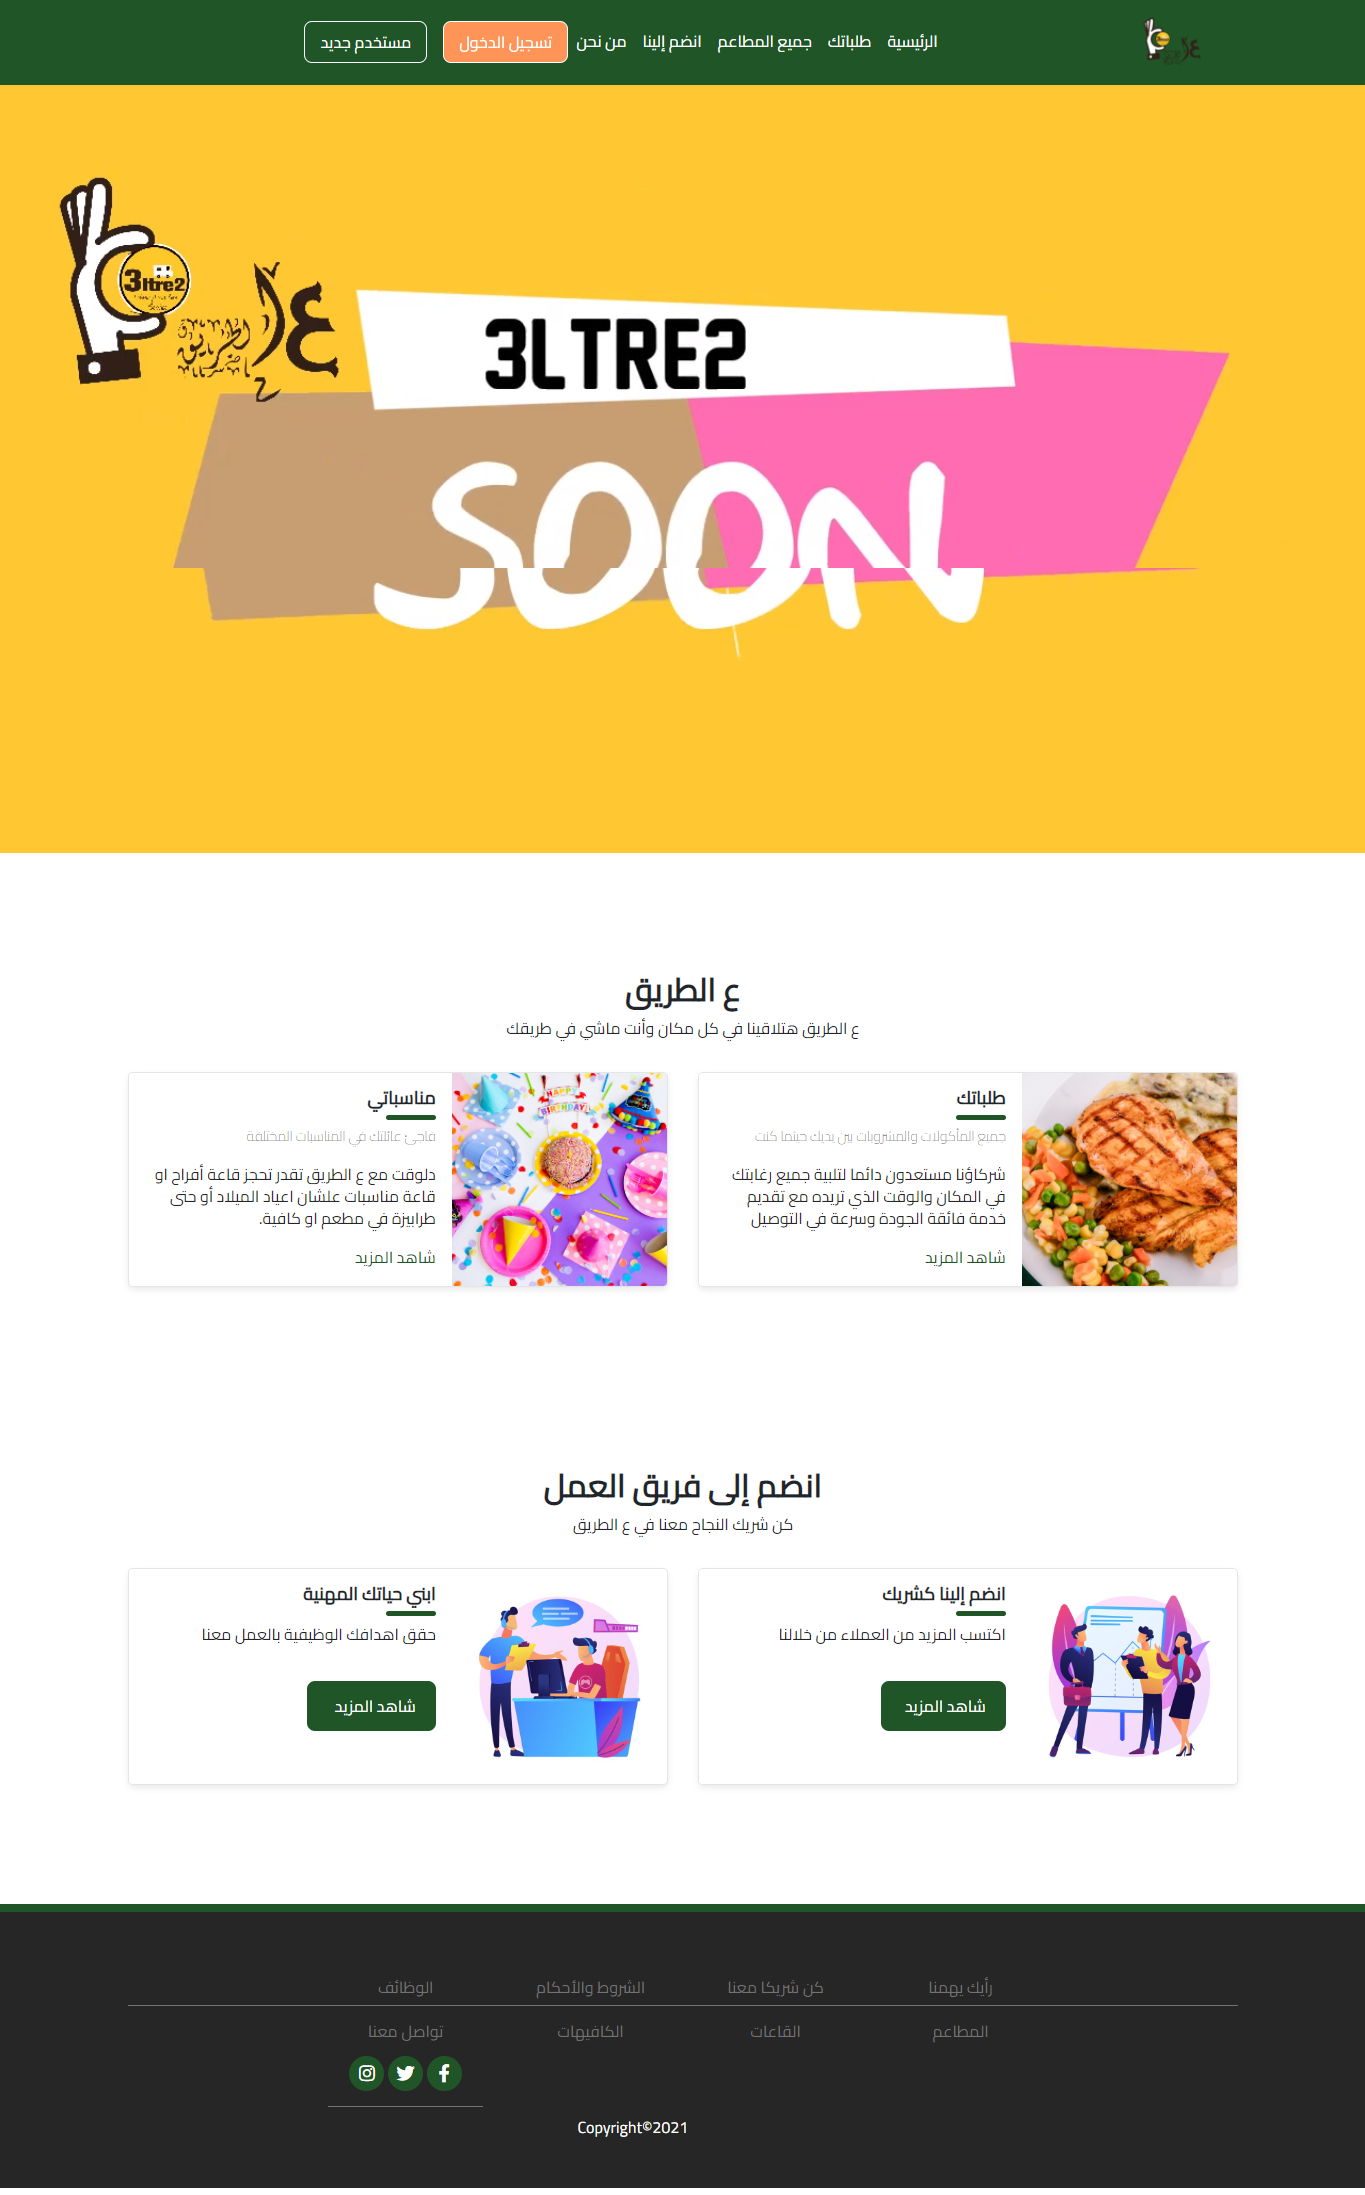 الرئيسية
طلباتك
جميع المطاعم
انضم إلينا
من نحن
تسجيل الدخول
مستخدم جديد
3ltre2
ع الطريق
3LTRE2
SOON
ع الطريق
ع الطريق هتلاقينا في كل مكان وأنت ماشي في طريقك
طلباتك
جميع المأكولات والمشروبات بين يديك حيثما كنت
شركاؤنا مستعدون دائما لتلبية جميع رغابتك
في المكان والوقت الذي تريده مع تقديم
خدمة فائقة الجودة وسرعة في التوصيل
شاهد المزيد
مناسباتي
فاجئ عائلتك في المناسبات المختلفة
دلوقت مع ع الطريق تقدر تحجز قاعة أفراح او
قاعة مناسبات علشان اعياد الميلاد أو حتى
طرابيزة في مطعم او كافية.
شاهد المزيد
HAPPY
BIRTHDAY
انضم إلى فريق العمل
كن شريك النجاح معنا في ع الطريق
انضم إلينا كشريك
اكتسب المزيد من العملاء من خلالنا
شاهد المزيد
ابني حياتك المهنية
حقق اهدافك الوظيفية بالعمل معنا
شاهد المزيد
رأيك يهمنا
كن شريكا معنا
الشروط والأحكام
الوظائف
المطاعم
القاعات
الكافيهات
تواصل معنا
Copyright©2021